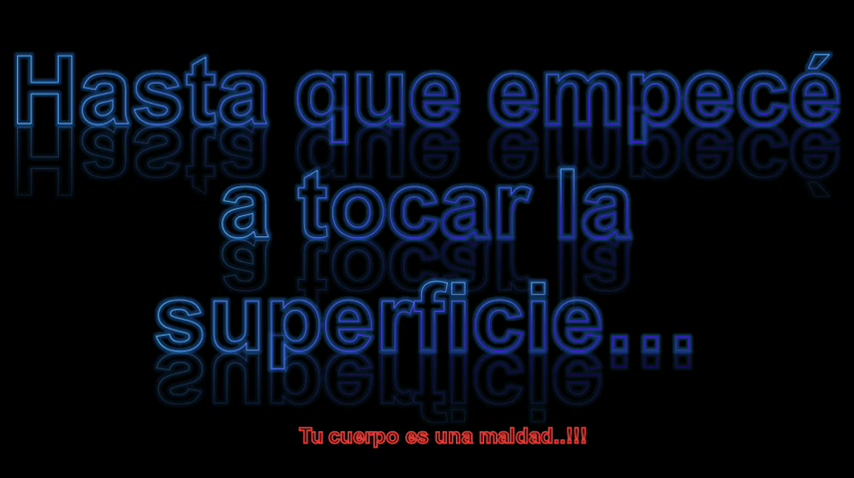 Hasta que empecé
a tocar la
superficie...
Tu cuerpo es una maldad..!!!